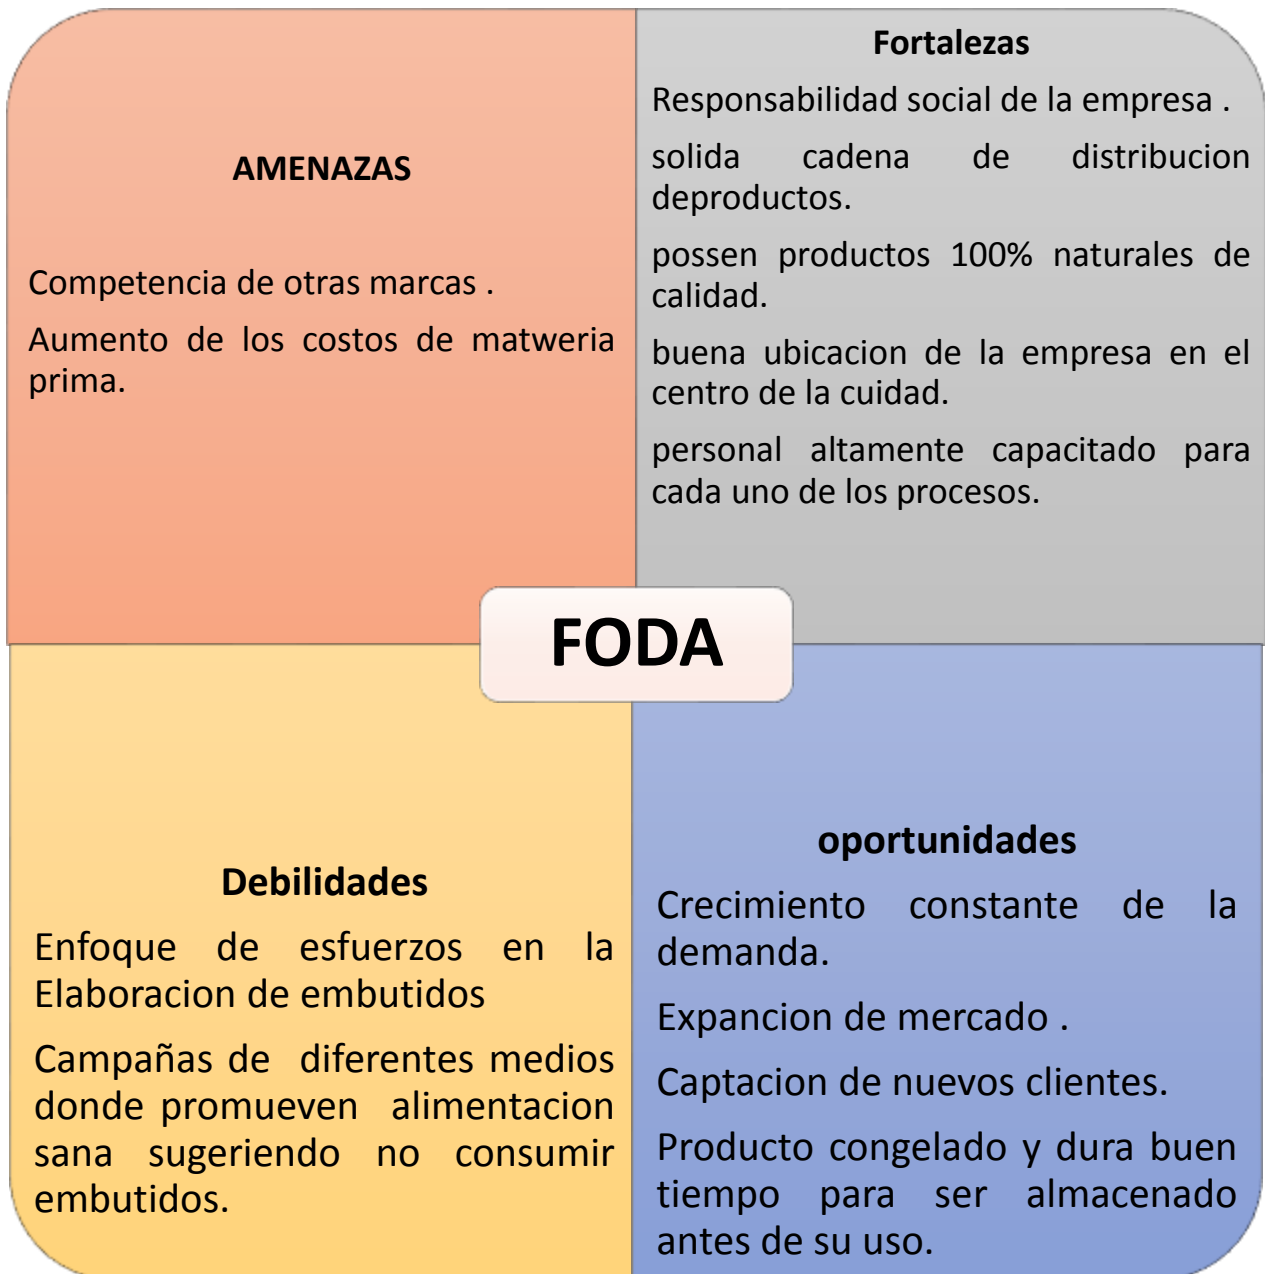 AMENAZAS
Competencia de otras marcas .
Aumento de los costos de matweria
prima.
Fortalezas
Responsabilidad social de la empresa .
solida cadena de distribucion
deproductos.
possen productos 100% naturales de
calidad.
buena ubicacion de la empresa en el
centro de la cuidad.
personal altamente capacitado para
cada uno de los procesos.
FODA
Debilidades
Enfoque de esfuerzos en la
Elaboracion de embutidos
Campañas de diferentes medios
donde promueven alimentacion
sana sugeriendo no consumir
embutidos.
oportunidades
Crecimiento constante de la
demanda.
Expancion de mercado .
Captacion de nuevos clientes.
Producto congelado y dura buen
tiempo para ser almacenado
antes de su uso.